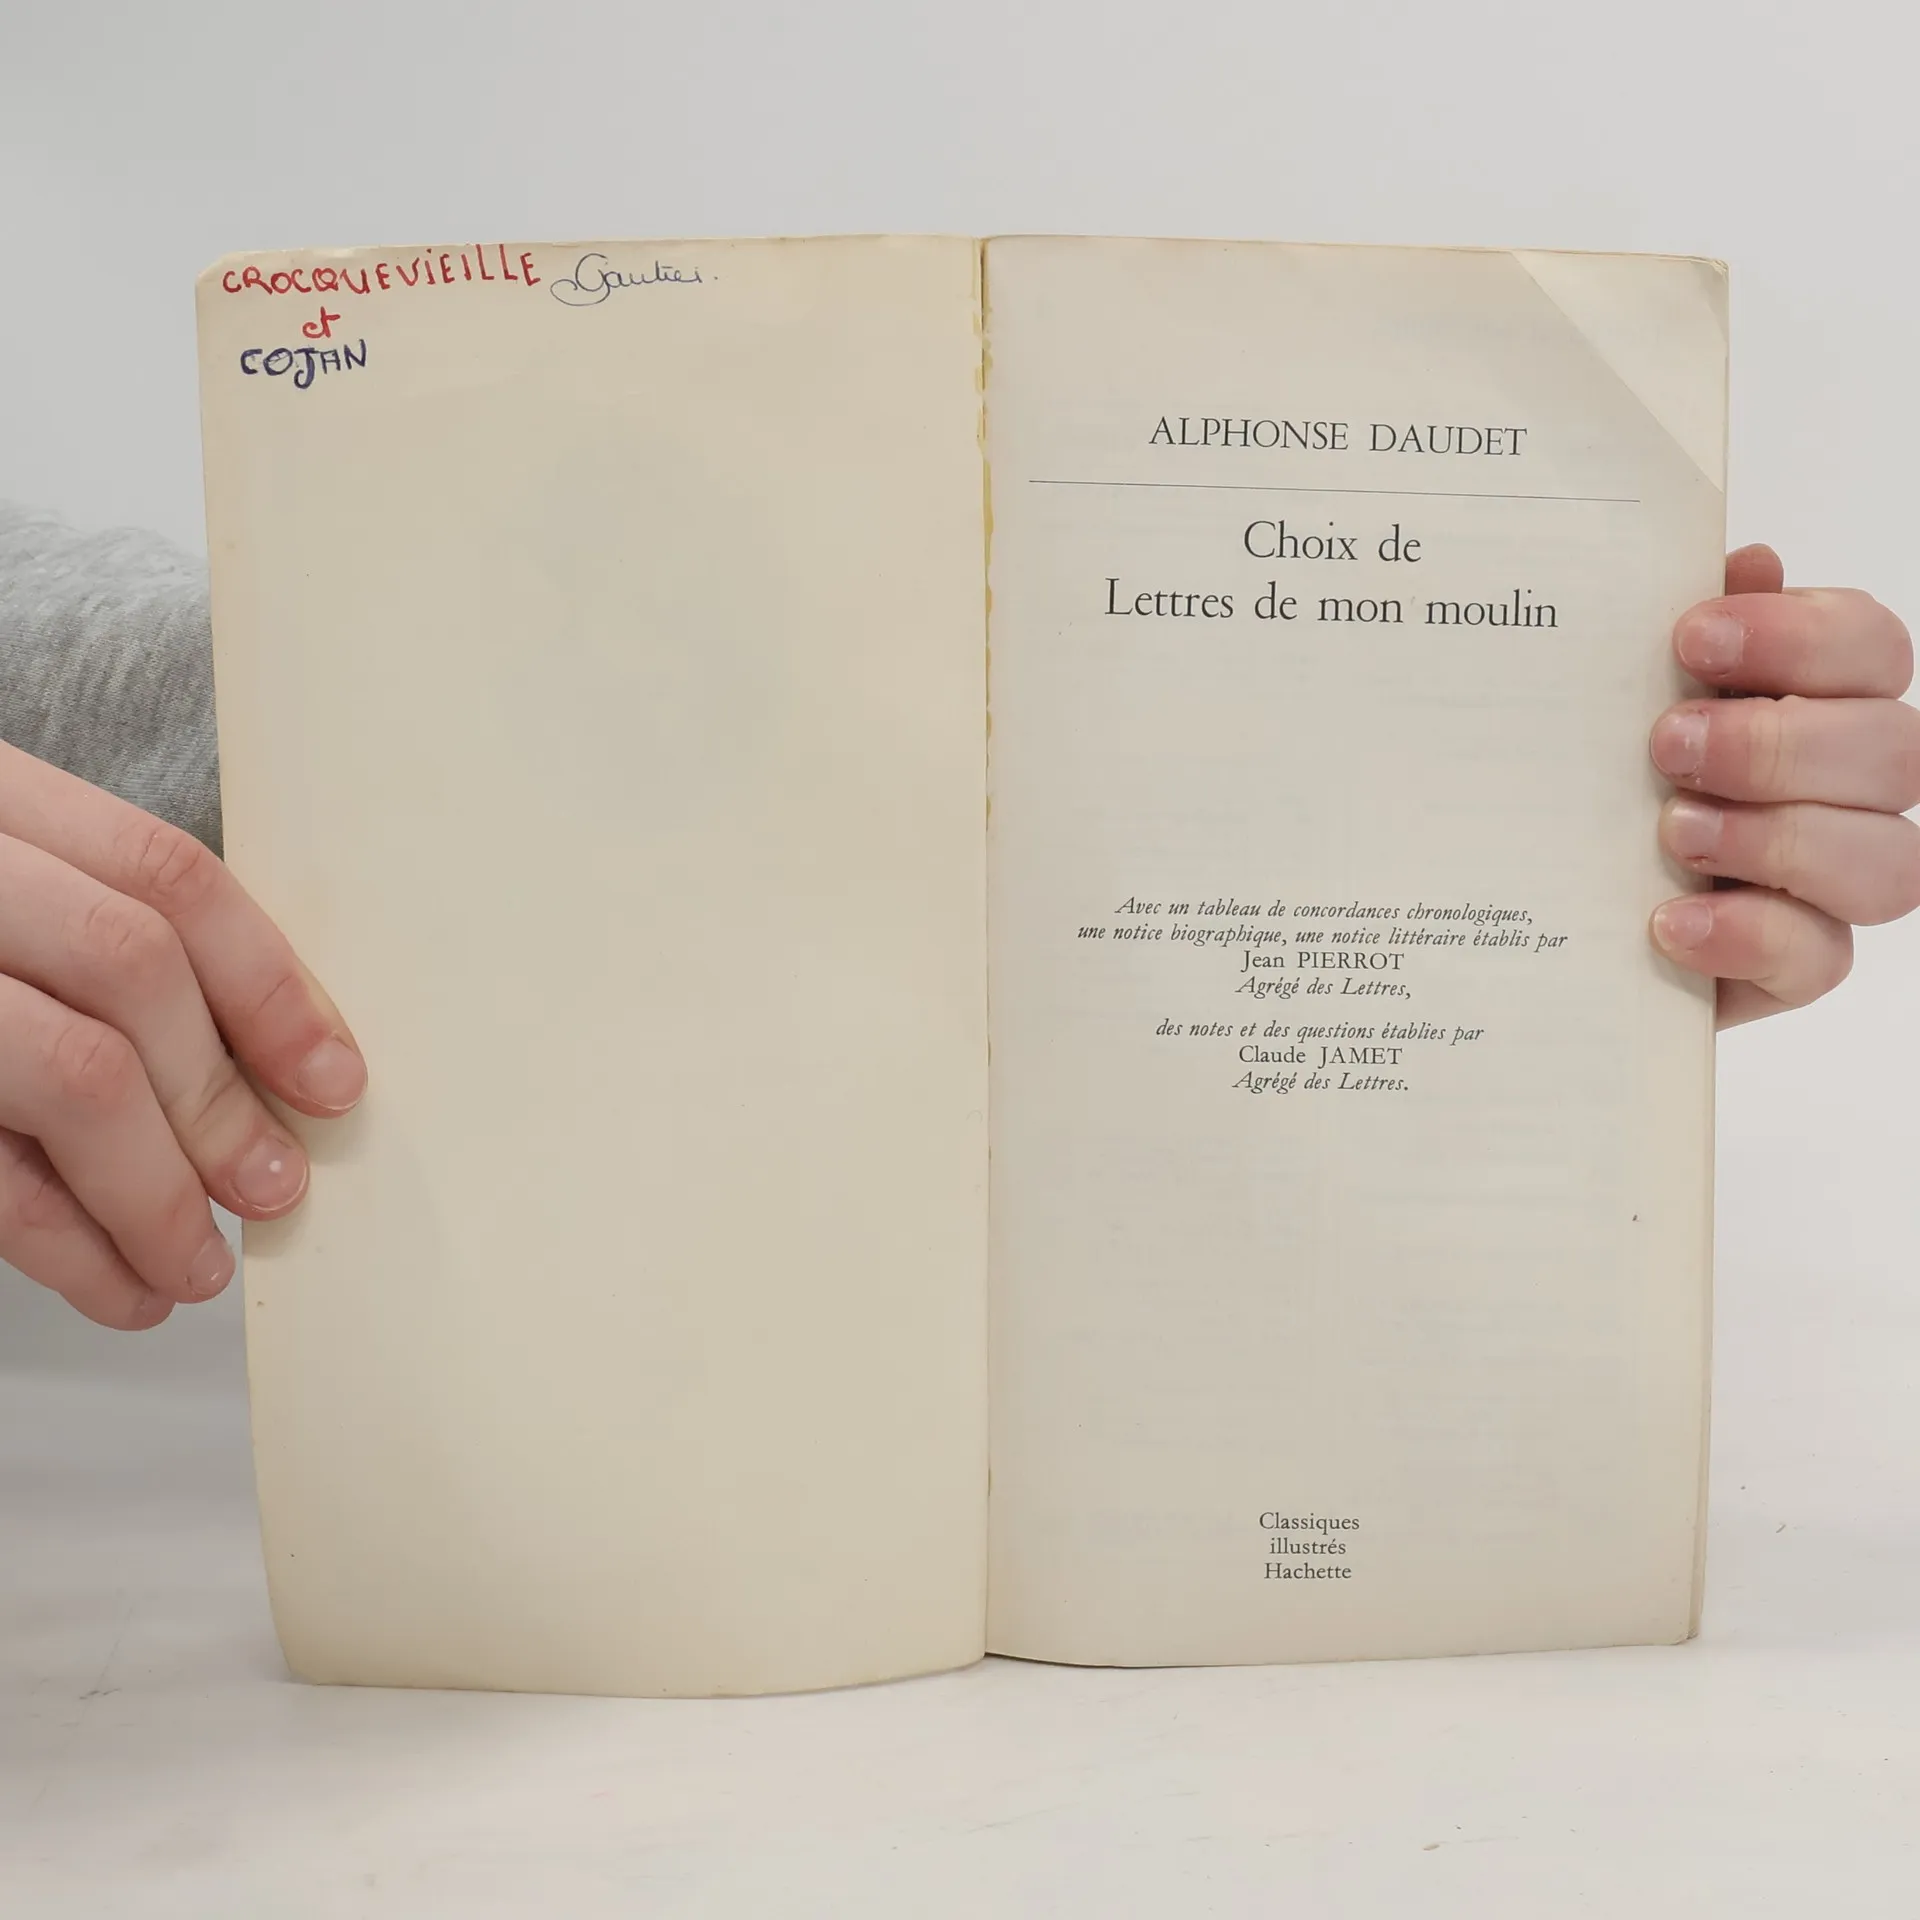 CROCQUEVIEILLE Gautier.
et
COJAN
ALPHONSE DAUDET
Choix de
Lettres de mon moulin
Avec un tableau de concordances chronologiques,
une notice biographique, une notice littéraire établis par
Jean PIERROT
Agrégé des Lettres,
des notes et des questions établies par
Claude JAMET
Agrégé des Lettres.
Classiques
illustrés
Hachette